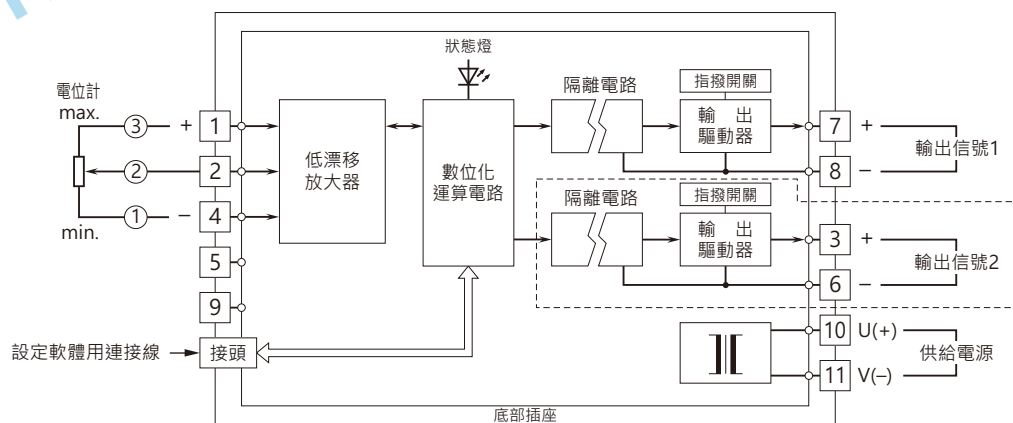 狀態燈
電位計
max.
③ + 1
② 2
① − 4
min.
5
9
設定軟體用連接線 接頭
低漂移
放大器
數位化
運算電路
隔離電路
指撥開關
輸 出
驅動器
7 +
8 −
輸出信號1
隔離電路
指撥開關
輸 出
驅動器
3 +
6 −
輸出信號2
10 U(+)
11 V(−)
供給電源
底部插座